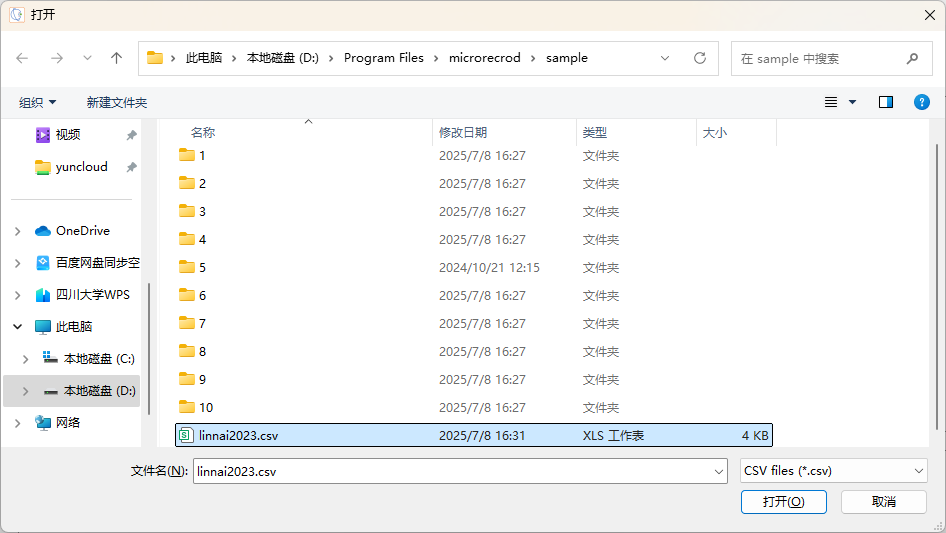 打开
此电脑 本地磁盘 (D:) Program Files microrecrod sample 在 sample 中搜索
组织 新建文件夹
名称 修改日期 类型 大小
视频
yuncloud
OneDrive
百度网盘同步空
四川大学WPS
此电脑
本地磁盘 (C:)
本地磁盘 (D:)
网络
1 2025/7/8 16:27 文件夹
2 2025/7/8 16:27 文件夹
3 2025/7/8 16:27 文件夹
4 2025/7/8 16:27 文件夹
5 2024/10/21 12:15 文件夹
6 2025/7/8 16:27 文件夹
7 2025/7/8 16:27 文件夹
8 2025/7/8 16:27 文件夹
9 2025/7/8 16:27 文件夹
10 2025/7/8 16:27 文件夹
linnai2023.csv 2025/7/8 16:31 XLS 工作表 4 KB
文件名(N): linnai2023.csv CSV files (*.csv)
打开(O) 取消